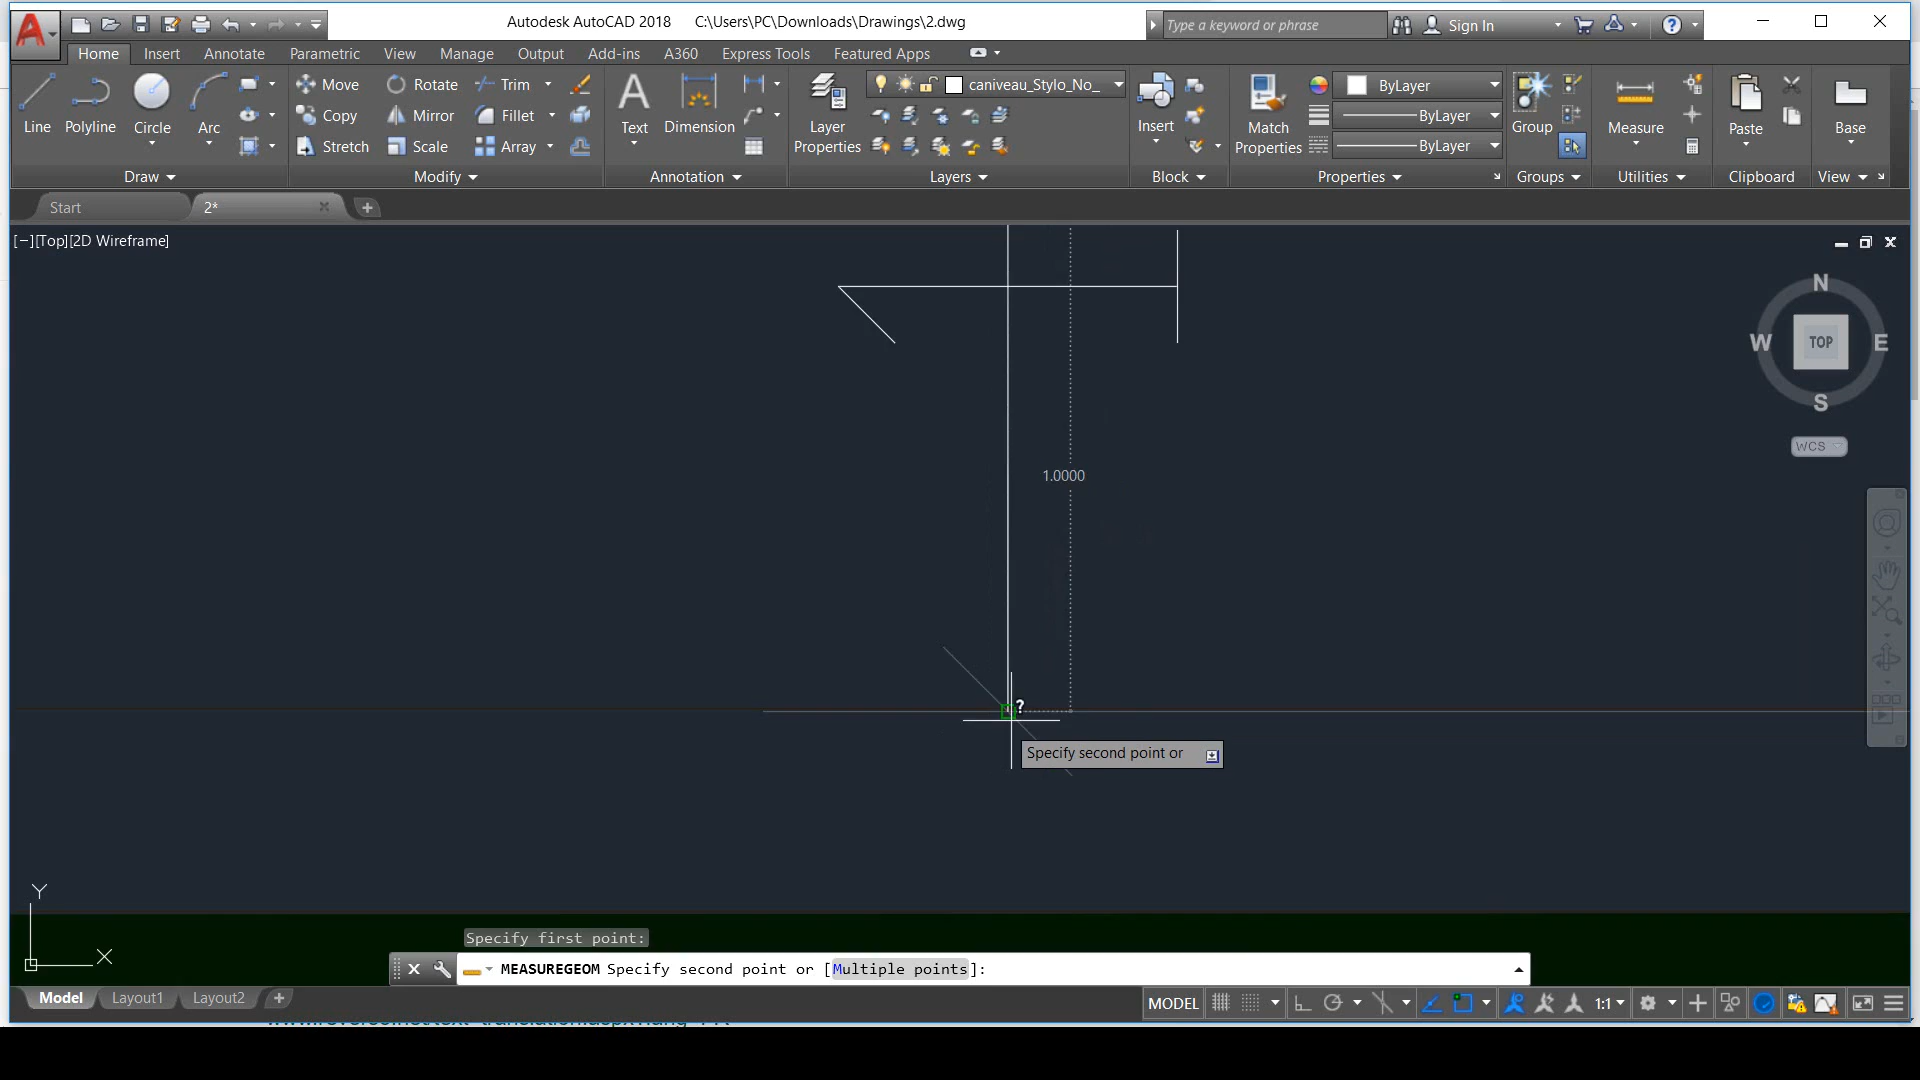 Autodesk AutoCAD 2018 C:\Users\PC\Downloads\Drawings\2.dwg
Type a keyword or phrase
Sign In
Home Insert Annotate Parametric View Manage Output Add-ins A360 Express Tools Featured Apps
Move Rotate Trim caniveau_Stylo_No_ ByLayer
Copy Mirror Fillet ByLayer
Line Polyline Circle Arc Text Dimension Layer Properties Insert Match Properties Group Measure Paste Base
Stretch Scale Array ByLayer
Draw Modify Annotation Layers Block Properties Groups Utilities Clipboard View
Start 2*
[−][Top][2D Wireframe]
N
W TOP E
S
WCS
1.0000
?
Specify second point or
Y
X
Specify first point:
MEASUREGEOM Specify second point or [Multiple points]:
Model Layout1 Layout2
MODEL 1:1